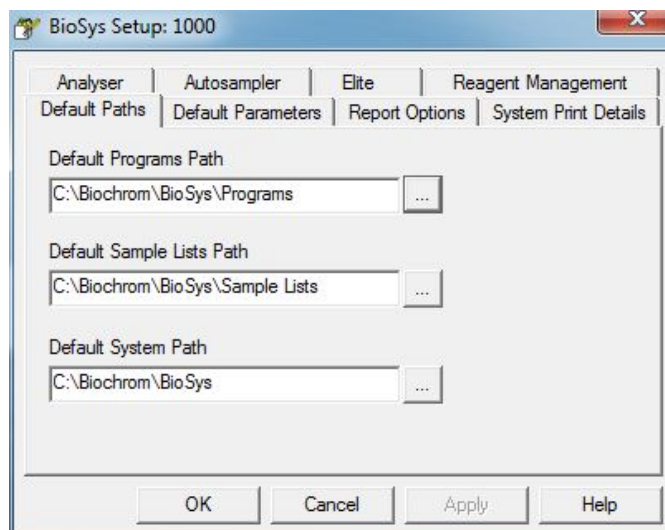 BioSys Setup: 1000
Analyser Autosampler Elite Reagent Management
Default Paths Default Parameters Report Options System Print Details
Default Programs Path
C:\Biochrom\BioSys\Programs ...
Default Sample Lists Path
C:\Biochrom\BioSys\Sample Lists ...
Default System Path
C:\Biochrom\BioSys ...
OK Cancel Apply Help